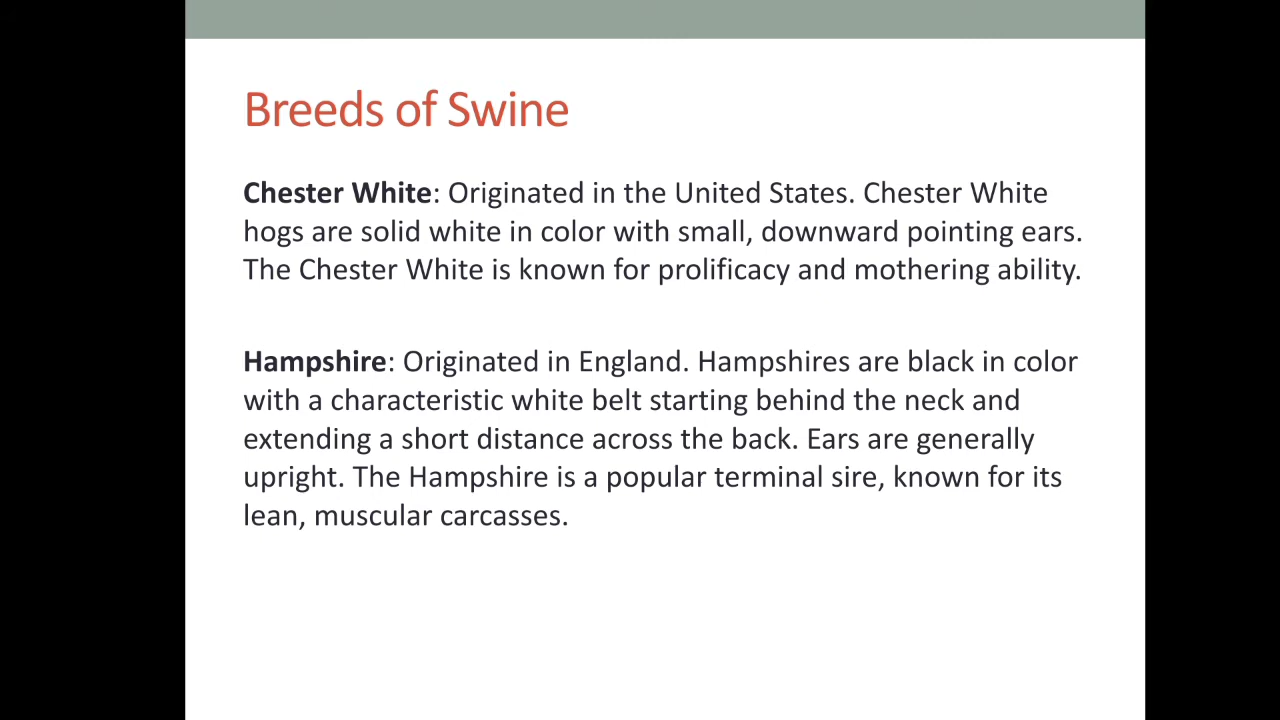 Breeds of Swine
Chester White: Originated in the United States. Chester White
hogs are solid white in color with small, downward pointing ears.
The Chester White is known for prolificacy and mothering ability.
Hampshire: Originated in England. Hampshires are black in color
with a characteristic white belt starting behind the neck and
extending a short distance across the back. Ears are generally
upright. The Hampshire is a popular terminal sire, known for its
lean, muscular carcasses.